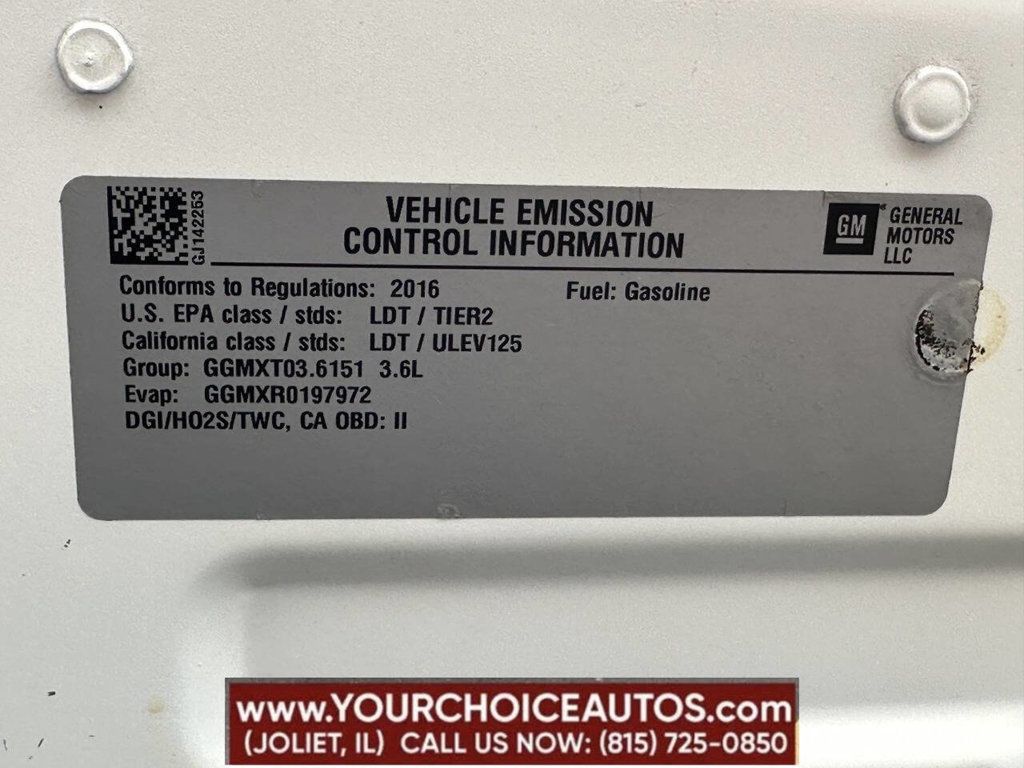 GJ142253
VEHICLE EMISSION
CONTROL INFORMATION
GM
GENERAL
MOTORS
LLC
Conforms to Regulations: 2016
Fuel: Gasoline
U.S. EPA class / stds: LDT / TIER2
California class / stds: LDT / ULEV125
Group: GGMXT03.6151 3.6L
Evap: GGMXR0197972
DGI/HO2S/TWC, CA OBD: II
www.YOURCHOICEAUTOS.com
(JOLIET, IL) CALL US NOW: (815) 725-0850